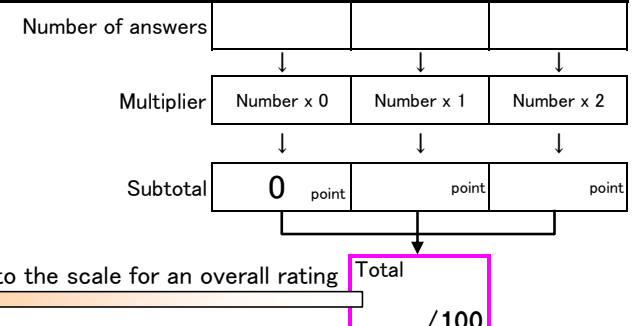 Number of answers
↓ ↓ ↓
Multiplier Number x 0 Number x 1 Number x 2
↓ ↓ ↓
Subtotal 0 point point point
to the scale for an overall rating Total
/100